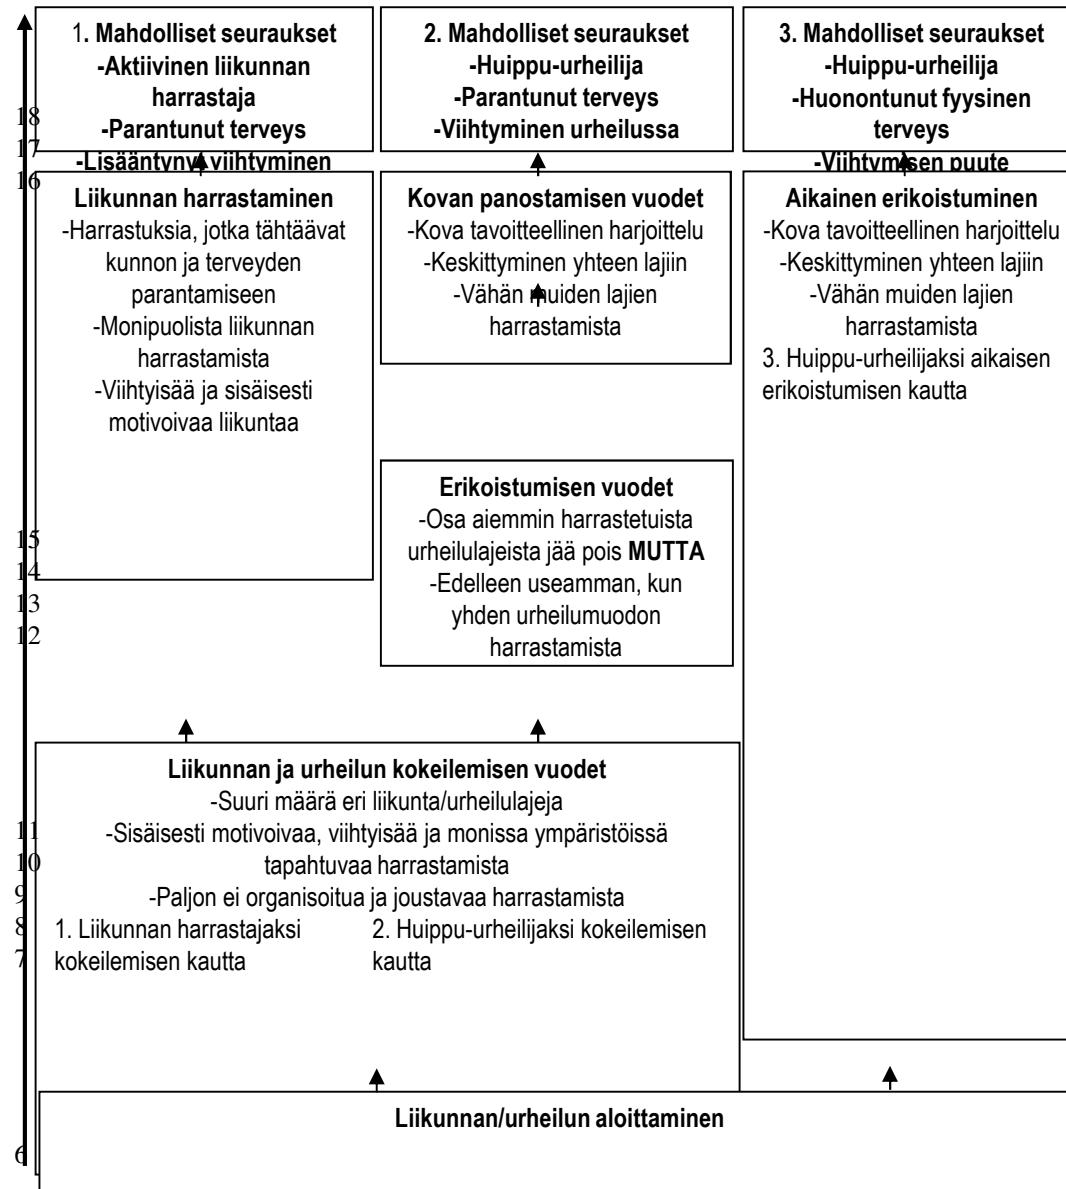 1. Mahdolliset seuraukset
-Aktiivinen liikunnan
harrastaja
-Parantunut terveys
-Lisääntynyt viihtyminen
2. Mahdolliset seuraukset
-Huippu-urheilija
-Parantunut terveys
-Viihtyminen urheilussa
3. Mahdolliset seuraukset
-Huippu-urheilija
-Huonontunut fyysinen
terveys
-Viihtymisen puute
18
17
16
Liikunnan harrastaminen
-Harrastuksia, jotka tähtäävät
kunnon ja terveyden
parantamiseen
-Monipuolista liikunnan
harrastamista
-Viihtyisää ja sisäisesti
motivoivaa liikuntaa
Kovan panostamisen vuodet
-Kova tavoitteellinen harjoittelu
-Keskittyminen yhteen lajiin
-Vähän muiden lajien
harrastamista
Aikainen erikoistuminen
-Kova tavoitteellinen harjoittelu
-Keskittyminen yhteen lajiin
-Vähän muiden lajien
harrastamista
3. Huippu-urheilijaksi aikaisen
erikoistumisen kautta
Erikoistumisen vuodet
-Osa aiemmin harrastetuista
urheilulajeista jää pois MUTTA
-Edelleen useamman, kun
yhden urheilumuodon
harrastamista
15
14
13
12
Liikunnan ja urheilun kokeilemisen vuodet
-Suuri määrä eri liikunta/urheilulajeja
-Sisäisesti motivoivaa, viihtyisää ja monissa ympäristöissä
tapahtuvaa harrastamista
-Paljon ei organisoitua ja joustavaa harrastamista
1. Liikunnan harrastajaksi
kokeilemisen kautta
2. Huippu-urheilijaksi kokeilemisen
kautta
11
10
9
8
7
Liikunnan/urheilun aloittaminen
6